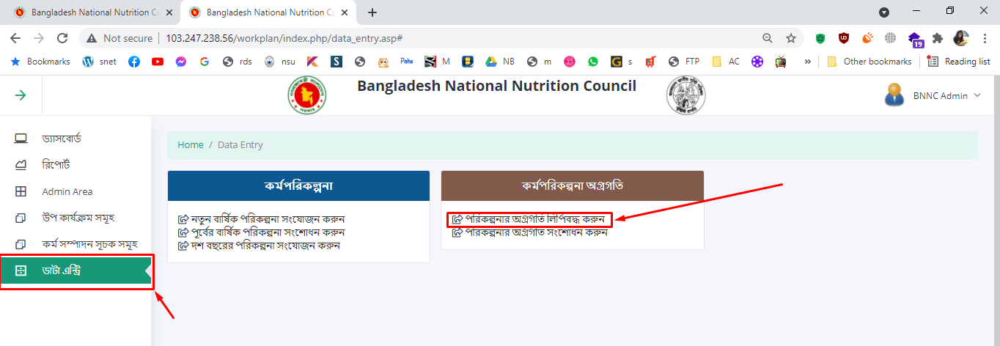 Bangladesh National Nutrition Co
Bangladesh National Nutrition Co
Not secure
103.247.238.56/workplan/index.php/data_entry.asp#
19
Bookmarks
snet
rds
nsu
Pathe
M
NB
m
s
FTP
AC
»
Other bookmarks
Reading list
Bangladesh National Nutrition Council
BNNC Admin
ড্যাসবোর্ড
রিপোর্ট
Admin Area
উপ কার্যক্রম সমূহ
কর্ম সম্পাদন সূচক সমূহ
ডাটা এন্ট্রি
Home / Data Entry
কর্মপরিকল্পনা
নতুন বার্ষিক পরিকল্পনা সংযোজন করুন
পূর্বের বার্ষিক পরিকল্পনা সংশোধন করুন
দশ বছরের পরিকল্পনা সংযোজন করুন
কর্মপরিকল্পনা অগ্রগতি
পরিকল্পনার অগ্রগতি লিপিবদ্ধ করুন
পরিকল্পনার অগ্রগতি সংশোধন করুন